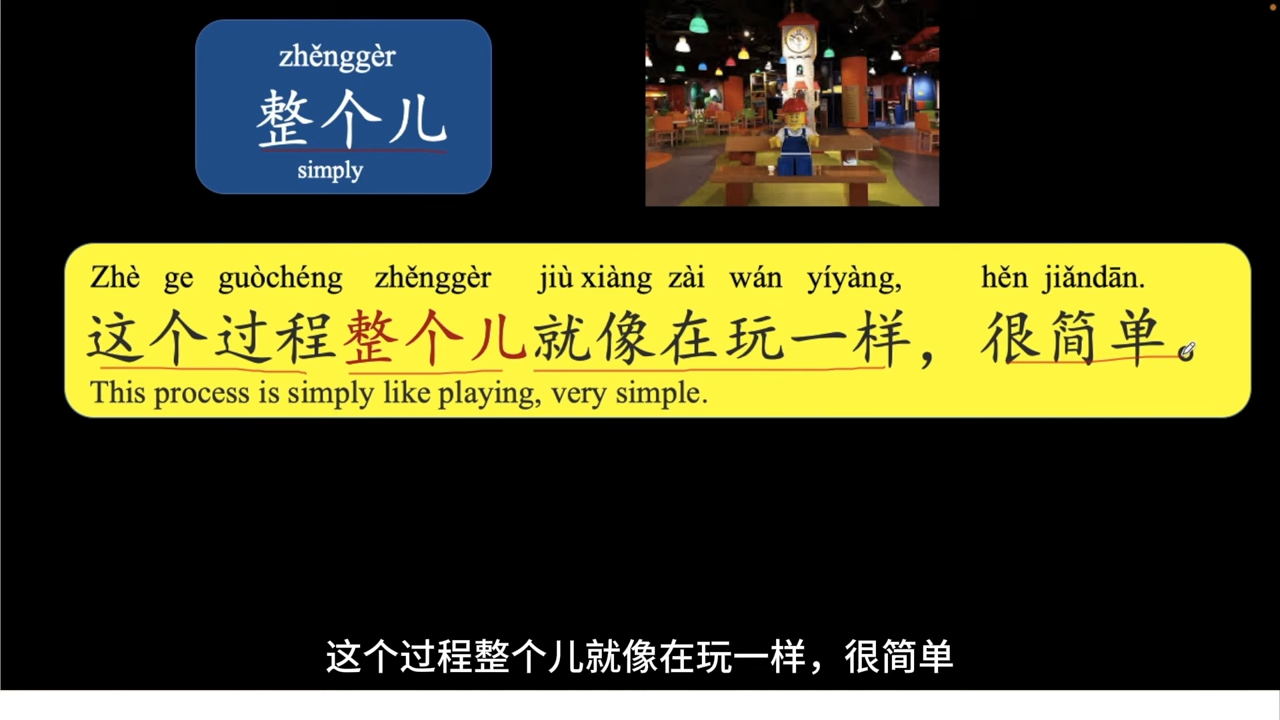 zhěnggèr
整个儿
simply
Zhè ge guòchéng zhěnggèr jiù xiàng zài wán yíyàng, hěn jiǎndān.
这个过程整个儿就像在玩一样，很简单。
This process is simply like playing, very simple.
这个过程整个儿就像在玩一样，很简单